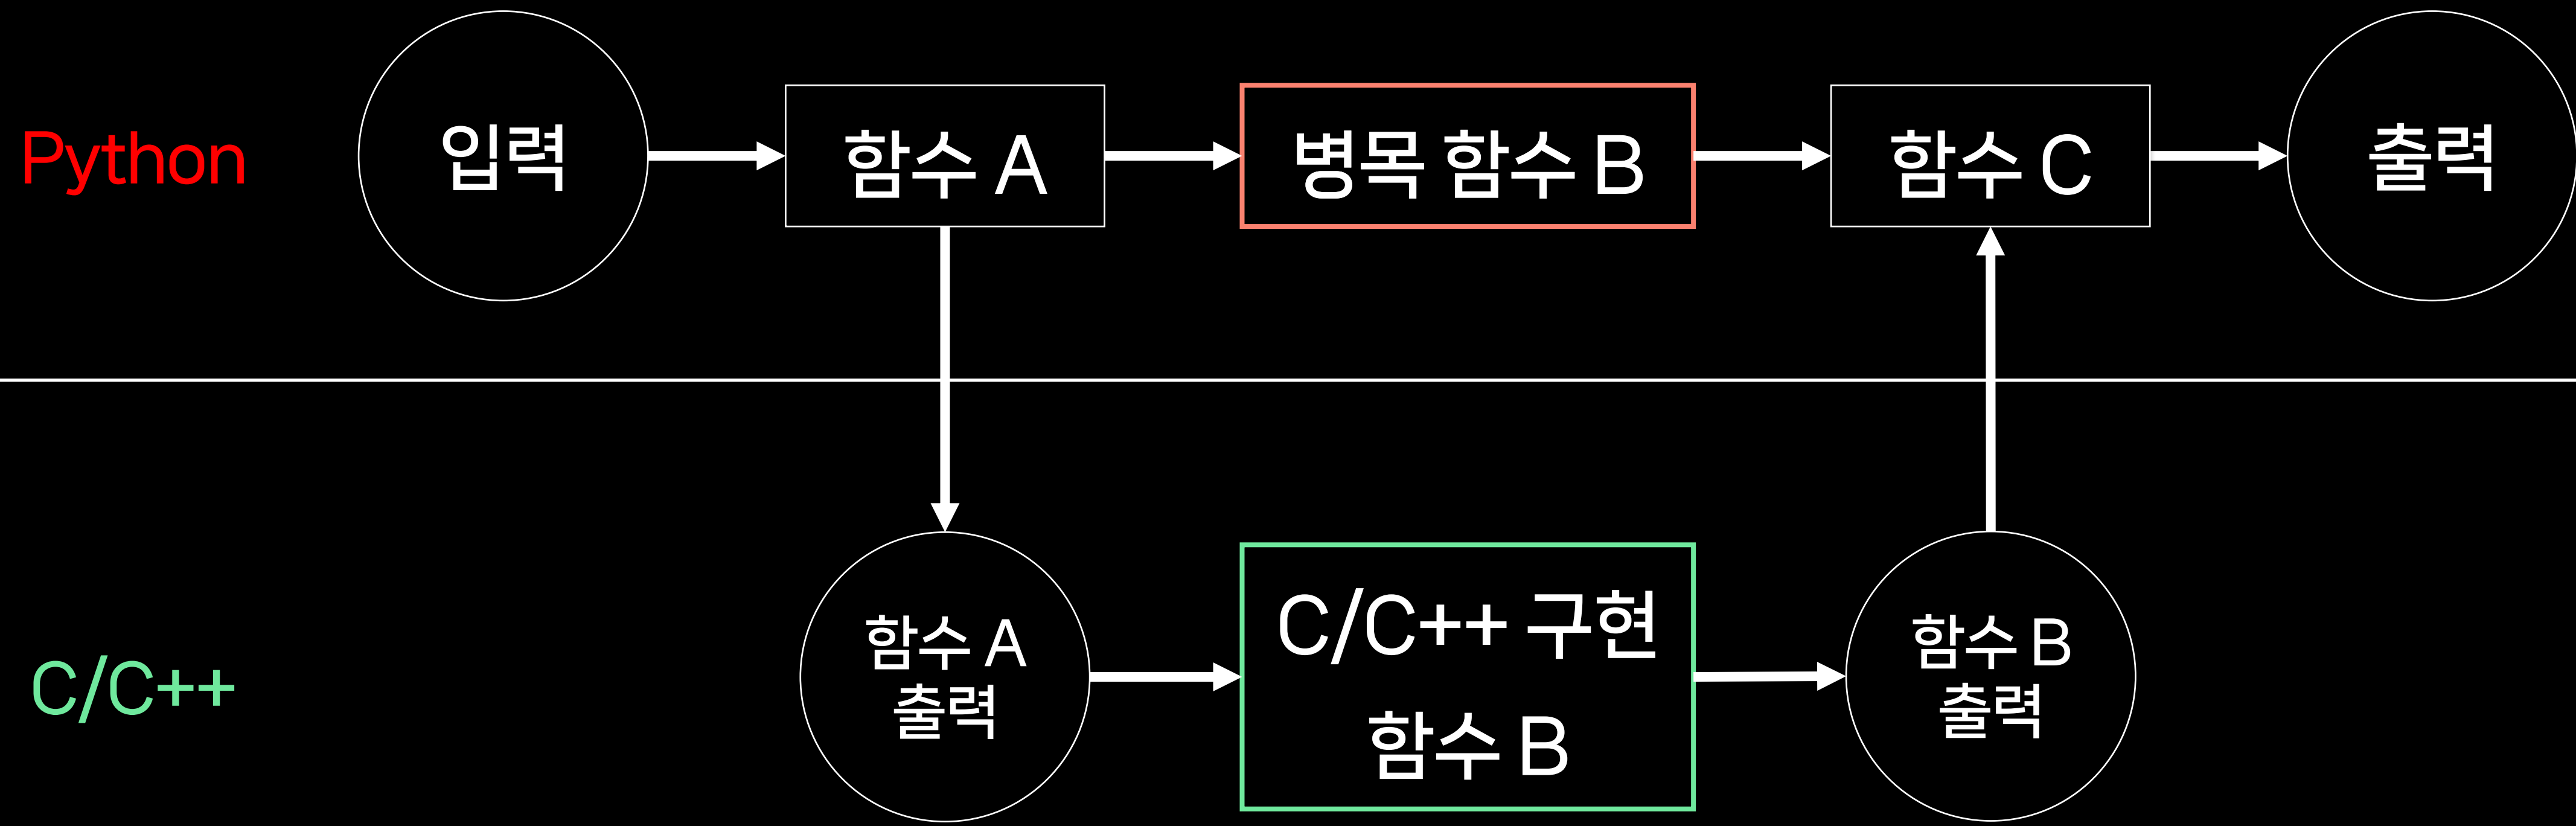 Python
입력
함수 A
병목 함수 B
함수 C
출력
C/C++
함수 A
출력
C/C++ 구현
함수 B
함수 B
출력